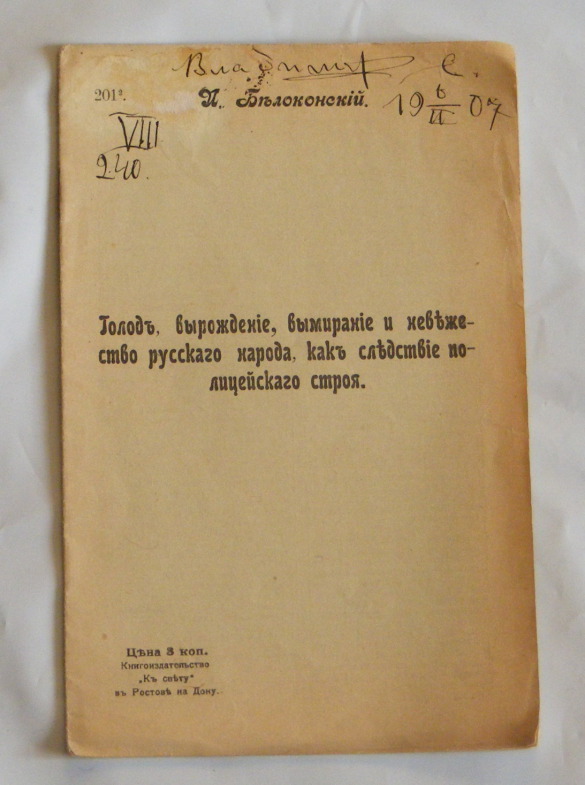 Владимир С.
201².
И. Бѣлоконскій.
19 6/II 07
VIII
240.
Голодъ, вырожденіе, вымираніе и невѣже-
ство русскаго народа, какъ слѣдствіе по-
лицейскаго строя.
Цѣна 3 коп.
Книгоиздательство
„Къ свѣту"
въ Ростовѣ на Дону.